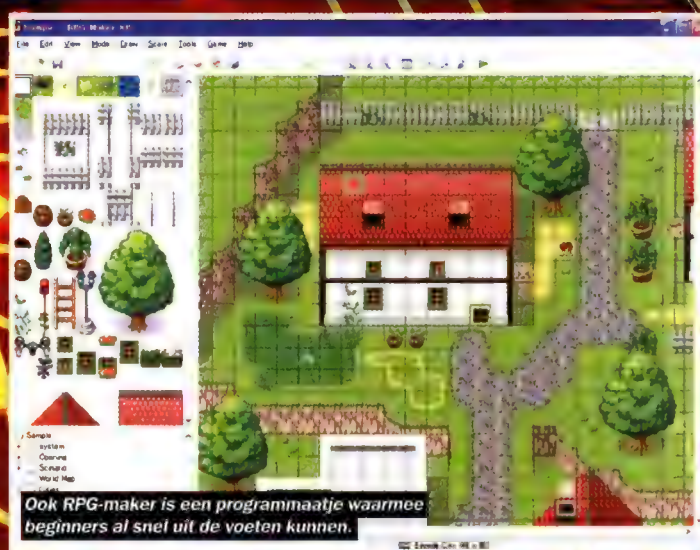 File Edit View Mode Draw Scale Tools Game Help
Sample
system
Opening
Scenario
World Map
Ook RPG-maker is een programmaatje waarmee
beginners al snel uit de voeten kunnen.